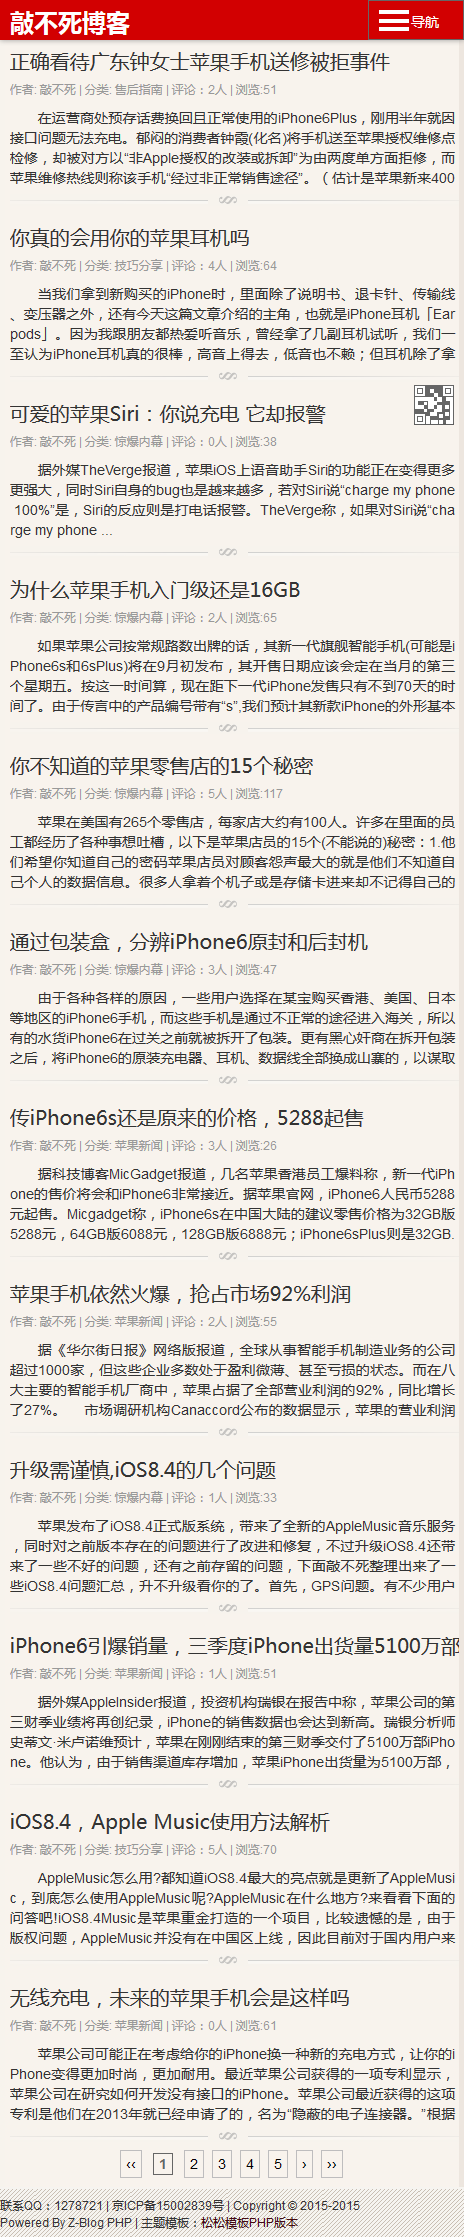 敲不死博客
导航
正确看待广东钟女士苹果手机送修被拒事件
作者: 敲不死 | 分类: 售后指南 | 评论：2人 | 浏览:51
在运营商处预存话费换回且正常使用的iPhone6Plus，刚用半年就因
接口问题无法充电。郁闷的消费者钟霞(化名)将手机送至苹果授权维修点
检修，却被对方以“非Apple授权的改装或拆卸”为由两度单方面拒修，而
苹果维修热线则称该手机“经过非正常销售途径”。（估计是苹果新来400
你真的会用你的苹果耳机吗
作者: 敲不死 | 分类: 技巧分享 | 评论：4人 | 浏览:64
当我们拿到新购买的iPhone时，里面除了说明书、退卡针、传输线
、变压器之外，还有今天这篇文章介绍的主角，也就是iPhone耳机「Ear
pods」。因为我跟朋友都热爱听音乐，曾经拿了几副耳机试听，我们一
至认为iPhone耳机真的很棒，高音上得去，低音也不赖；但耳机除了拿
可爱的苹果Siri：你说充电 它却报警
作者: 敲不死 | 分类: 惊爆内幕 | 评论：0人 | 浏览:38
据外媒TheVerge报道，苹果iOS上语音助手Siri的功能正在变得更多
更强大，同时Siri自身的bug也是越来越多，若对Siri说“charge my phone
100%”是，Siri的反应则是打电话报警。TheVerge称，如果对Siri说“cha
rge my phone ...
为什么苹果手机入门级还是16GB
作者: 敲不死 | 分类: 惊爆内幕 | 评论：2人 | 浏览:65
如果苹果公司按常规路数出牌的话，其新一代旗舰智能手机(可能是i
Phone6s和6sPlus)将在9月初发布，其开售日期应该会定在当月的第三
个星期五。按这一时间算，现在距下一代iPhone发售只有不到70天的时
间了。由于传言中的产品编号带有“s”,我们预计其新款iPhone的外形基本
你不知道的苹果零售店的15个秘密
作者: 敲不死 | 分类: 惊爆内幕 | 评论：5人 | 浏览:117
苹果在美国有265个零售店，每家店大约有100人。许多在里面的员
工都经历了各种事想吐槽，以下是苹果店员的15个(不能说的)秘密：1.他
们希望你知道自己的密码苹果店员对顾客怨声最大的就是他们不知道自
己个人的数据信息。很多人拿着个机子或是存储卡进来却不记得自己的
通过包装盒，分辨iPhone6原封和后封机
作者: 敲不死 | 分类: 惊爆内幕 | 评论：3人 | 浏览:47
由于各种各样的原因，一些用户选择在某宝购买香港、美国、日本
等地区的iPhone6手机，而这些手机是通过不正常的途径进入海关，所以
有的水货iPhone6在过关之前就被拆开了包装。更有黑心奸商在拆开包装
之后，将iPhone6的原装充电器、耳机、数据线全部换成山寨的，以谋取
传iPhone6s还是原来的价格，5288起售
作者: 敲不死 | 分类: 苹果新闻 | 评论：3人 | 浏览:26
据科技博客MicGadget报道，几名苹果香港员工爆料称，新一代iPh
one的售价将会和iPhone6非常接近。据苹果官网，iPhone6人民币5288
元起售。Micgadget称，iPhone6s在中国大陆的建议零售价格为32GB版
5288元，64GB版6088元，128GB版6888元；iPhone6sPlus则是32GB.
苹果手机依然火爆，抢占市场92%利润
作者: 敲不死 | 分类: 苹果新闻 | 评论：2人 | 浏览:55
据《华尔街日报》网络版报道，全球从事智能手机制造业务的公司
超过1000家，但这些企业多数处于盈利微薄、甚至亏损的状态。而在八
大主要的智能手机厂商中，苹果占据了全部营业利润的92%，同比增长
了27%。 市场调研机构Canaccord公布的数据显示，苹果的营业利润
升级需谨慎,iOS8.4的几个问题
作者: 敲不死 | 分类: 惊爆内幕 | 评论：1人 | 浏览:33
苹果发布了iOS8.4正式版系统，带来了全新的AppleMusic音乐服务
，同时对之前版本存在的问题进行了改进和修复，不过升级iOS8.4还带
来了一些不好的问题，还有之前存留的问题，下面敲不死整理出来了一
些iOS8.4问题汇总，升不升级看你的了。首先，GPS问题。有不少用户
iPhone6引爆销量，三季度iPhone出货量5100万部
作者: 敲不死 | 分类: 苹果新闻 | 评论：1人 | 浏览:51
据外媒AppleInsider报道，投资机构瑞银在报告中称，苹果公司的第
三财季业绩将再创纪录，iPhone的销售数据也会达到新高。瑞银分析师
史蒂文·米卢诺维预计，苹果在刚刚结束的第三财季交付了5100万部iPho
ne。他认为，由于销售渠道库存增加，苹果iPhone出货量为5100万部，
iOS8.4，Apple Music使用方法解析
作者: 敲不死 | 分类: 技巧分享 | 评论：5人 | 浏览:70
AppleMusic怎么用?都知道iOS8.4最大的亮点就是更新了AppleMusi
c，到底怎么使用AppleMusic呢?AppleMusic在什么地方?来看看下面的
问答吧!iOS8.4Music是苹果重金打造的一个项目，比较遗憾的是，由于
版权问题，AppleMusic并没有在中国区上线，因此目前对于国内用户来
无线充电，未来的苹果手机会是这样吗
作者: 敲不死 | 分类: 苹果新闻 | 评论：0人 | 浏览:61
苹果公司可能正在考虑给你的iPhone换一种新的充电方式，让你的i
Phone变得更加时尚，更加耐用。最近苹果公司获得的一项专利显示，
苹果公司在研究如何开发没有接口的iPhone。苹果公司最近获得的这项
专利是他们在2013年就已经申请了的，名为“隐蔽的电子连接器。”根据
‹‹ 1 2 3 4 5 › ››
联系QQ：1278721 | 京ICP备15002839号 | Copyright © 2015-2015
Powered By Z-Blog PHP | 主题模板：松松模板PHP版本